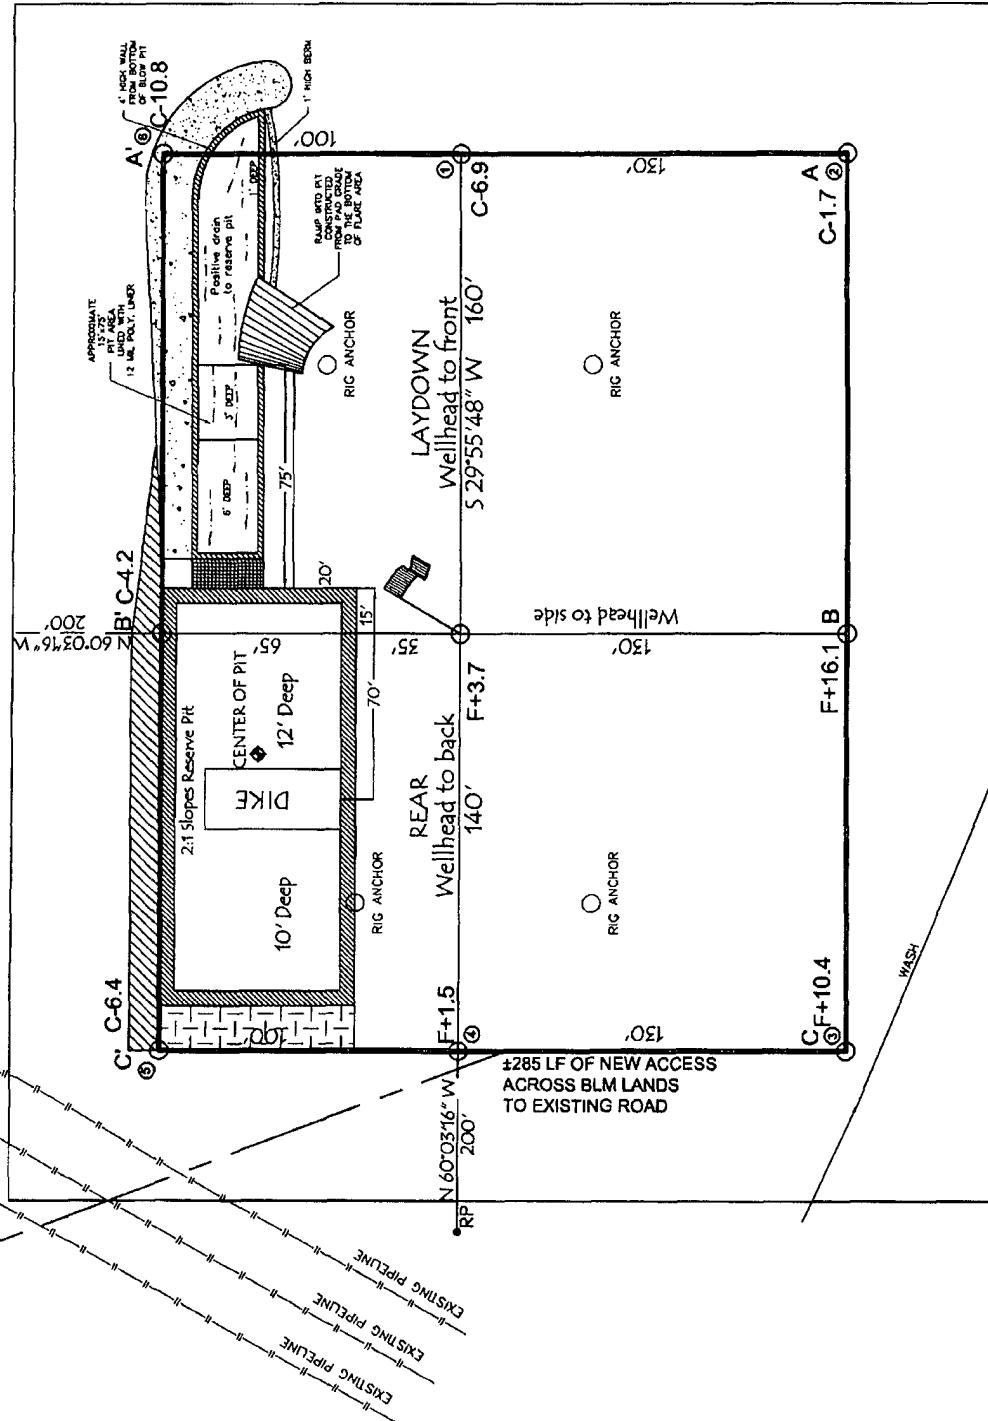 4' HIGH WALL
FROM BOTTOM
OF BLOW PIT
C-10.8
A' ⑥
1' HIGH BERM
100'
①
C-6.9
130'
A
②
C-1.7
1' DEEP
Positive drain
to reserve pit
RAMP INTO PIT
CONSTRUCTED
FROM PAD GRADE
TO THE BOTTOM
OF FLARE AREA
APPROXIMATE
15'x75'
PIT AREA
LINED WITH
12 MIL POLY. LINER
3' DEEP
6' DEEP
75'
RIG ANCHOR
RIG ANCHOR
LAYDOWN
Wellhead to front
S 29°55'48" W 160'
B' C-4.2
N 60°03'16" W
200'
20'
15'
65'
35'
70'
Wellhead to side
130'
B
F+16.1
F+3.7
2:1 Slopes Reserve Pit
CENTER OF PIT
12' Deep
DIKE
10' Deep
REAR
Wellhead to back
140'
RIG ANCHOR
RIG ANCHOR
C' C-6.4
⑤
100'
F+1.5
④
130'
C
③
F+10.4
WASH
±285 LF OF NEW ACCESS
ACROSS BLM LANDS
TO EXISTING ROAD
N 60°03'16" W
200'
RP
EXISTING PIPELINE
EXISTING PIPELINE
EXISTING PIPELINE